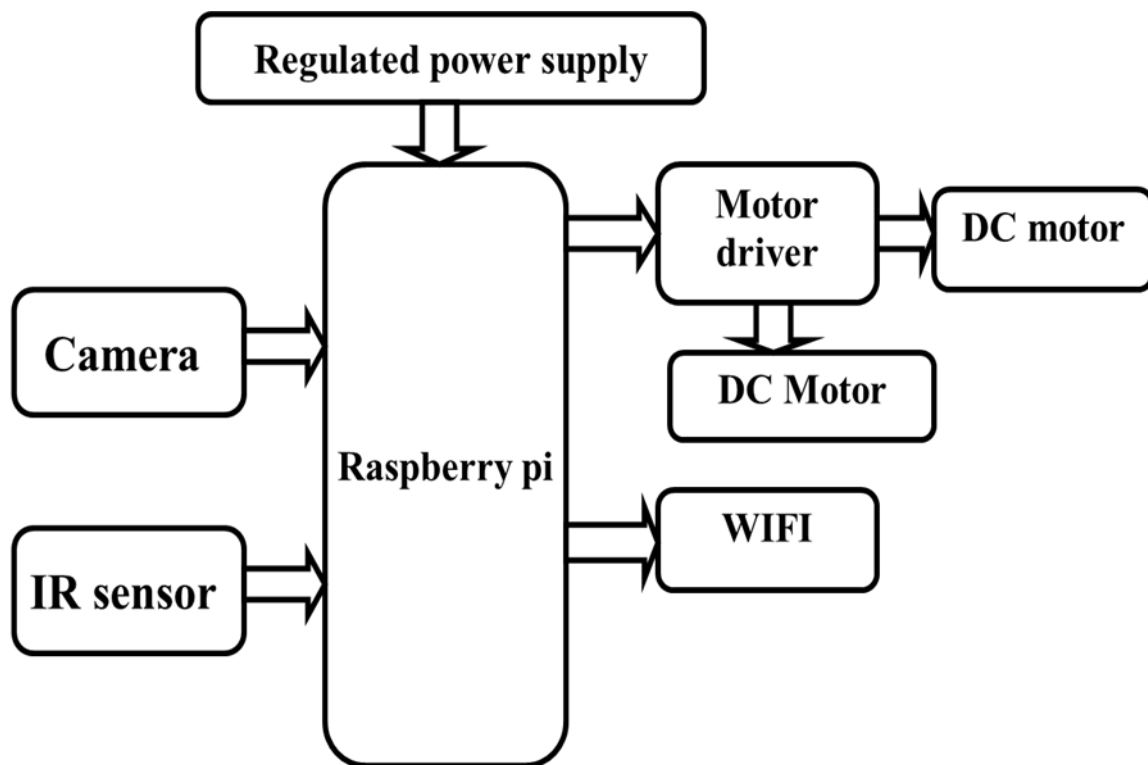 Regulated power supply
Motor
driver
DC motor
Camera
DC Motor
Raspberry pi
WIFI
IR sensor